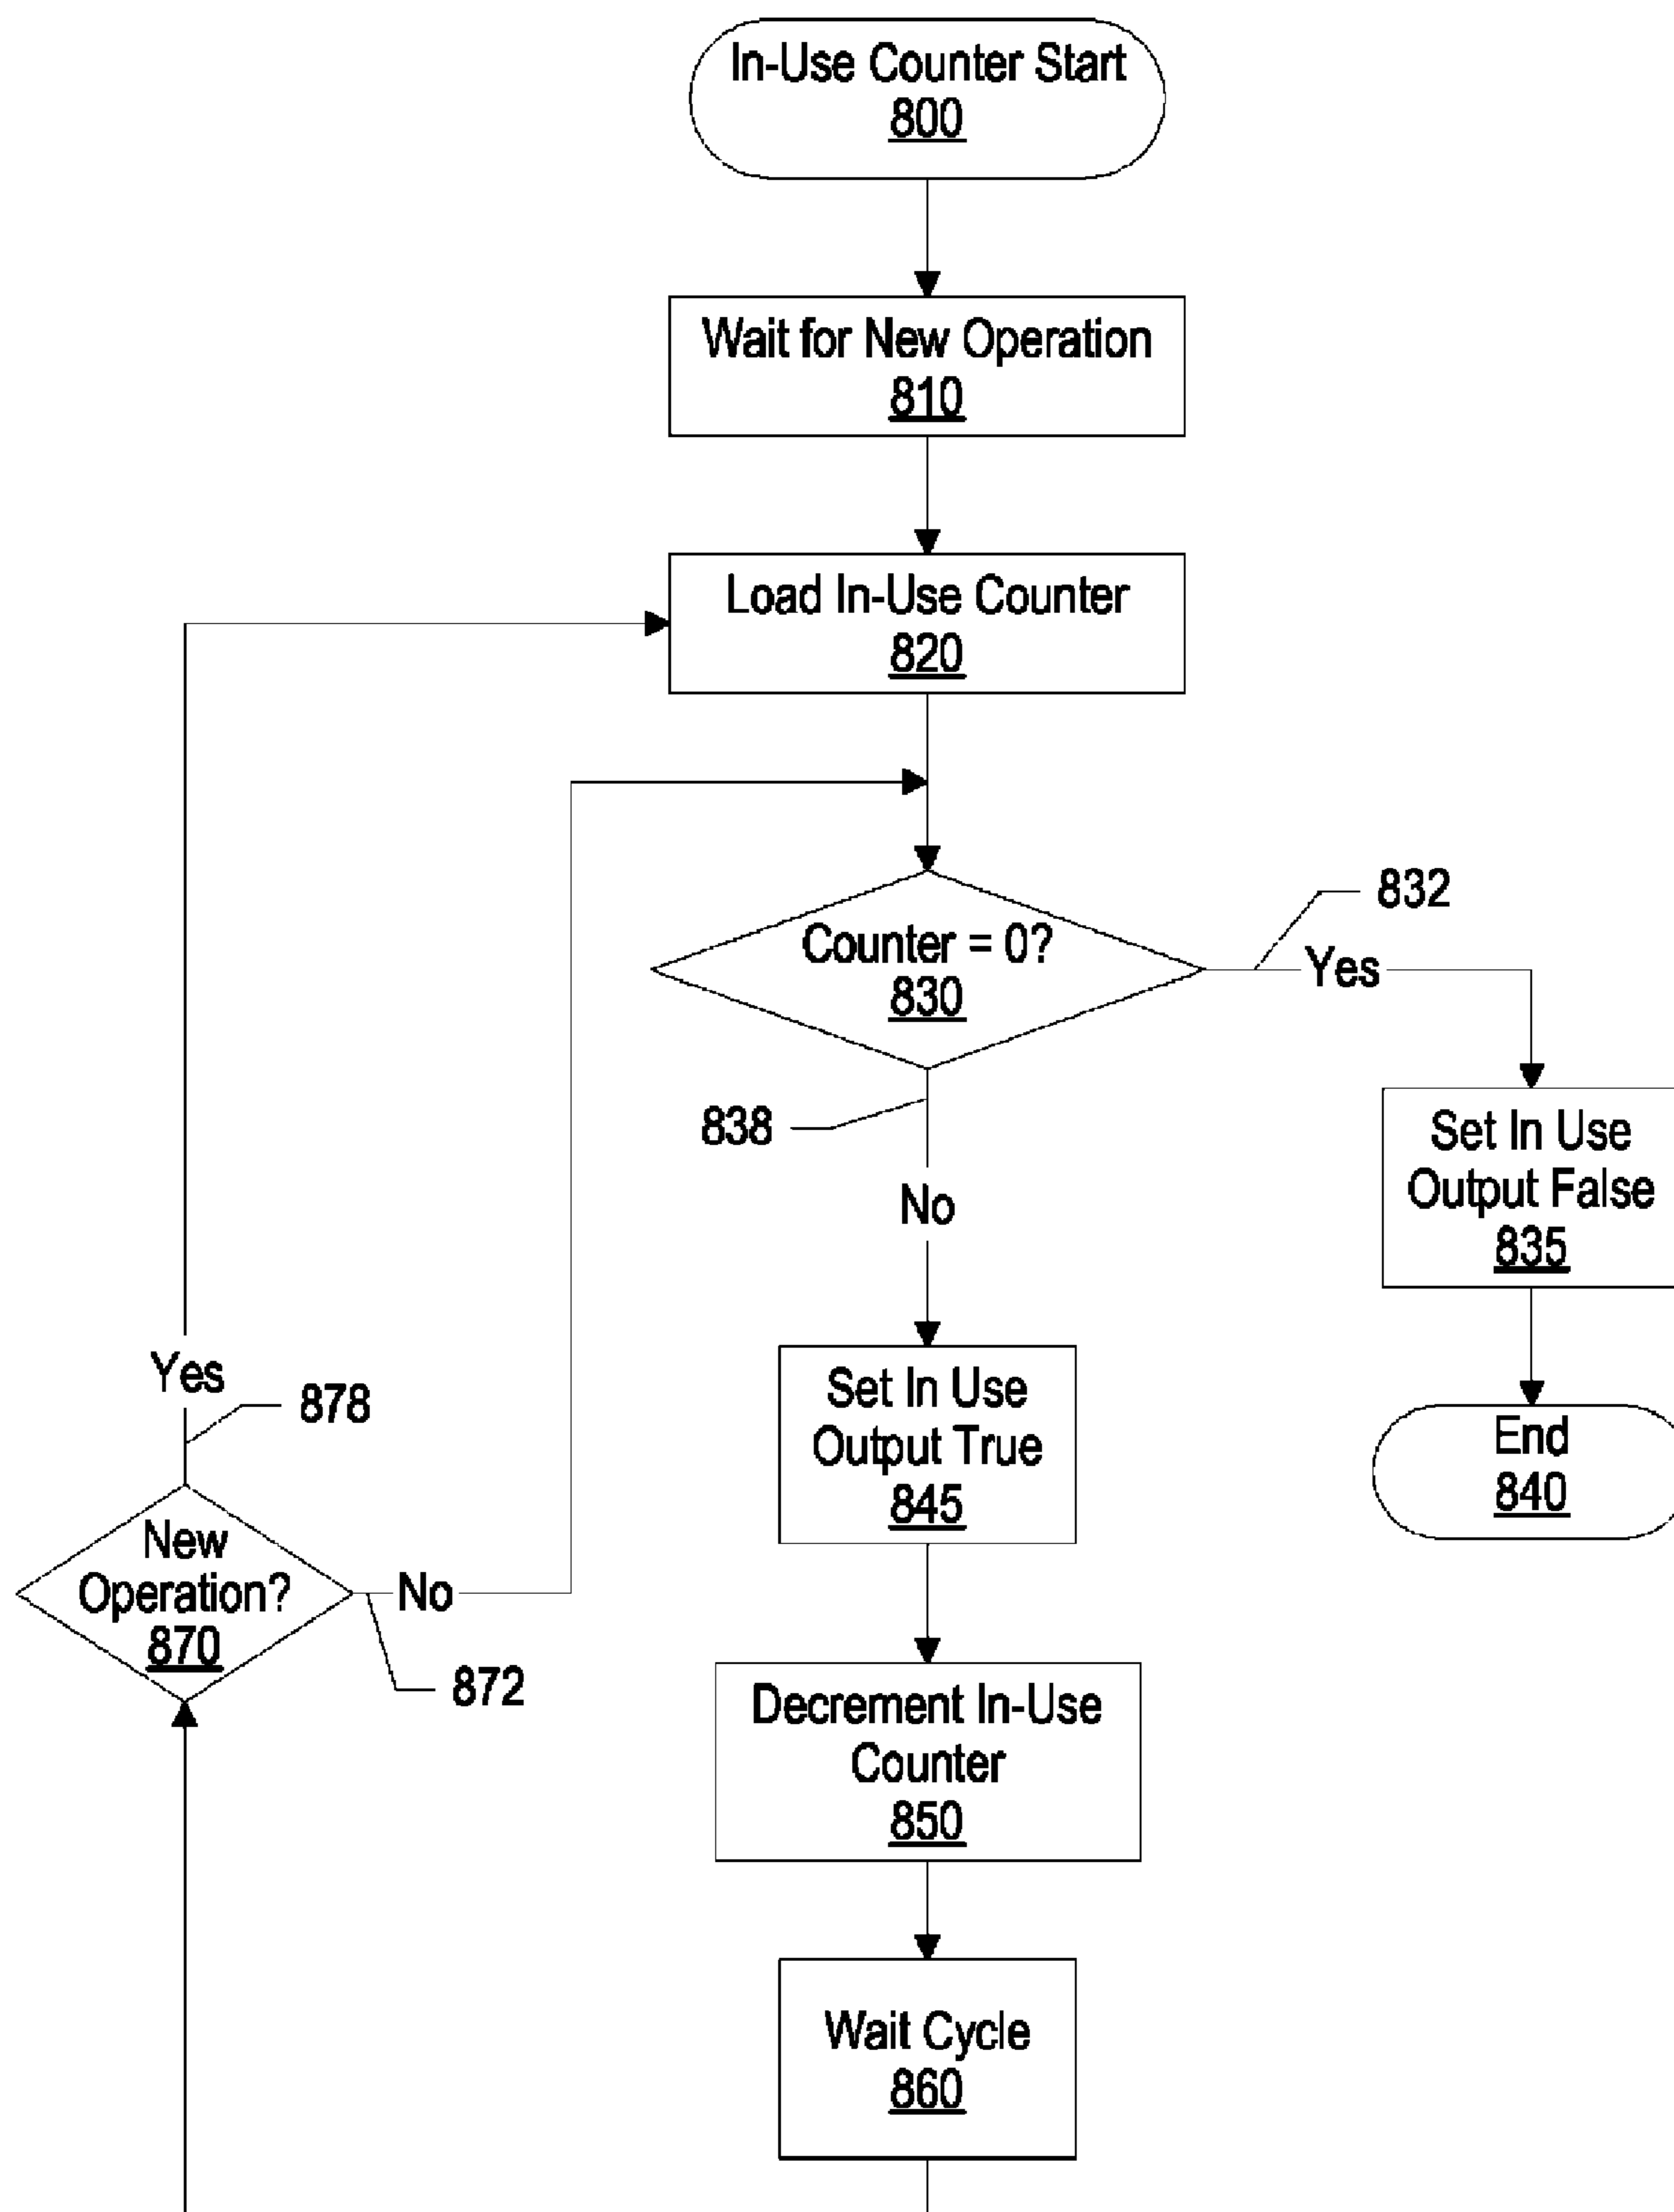 In-Use Counter Start
800
Wait for New Operation
810
Load In-Use Counter
820
832
Counter = 0?
830
Yes
838
Set In Use
Output False
835
No
Yes
878
Set In Use
Output True
845
End
840
New
Operation?
870
No
872
Decrement In-Use
Counter
850
Wait Cycle
860